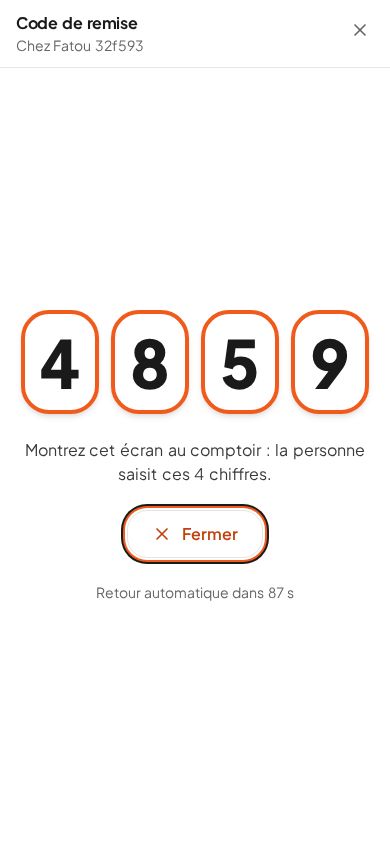 Code de remise
Chez Fatou 32f593
4 8 5 9
Montrez cet écran au comptoir : la personne
saisit ces 4 chiffres.
Fermer
Retour automatique dans 87 s